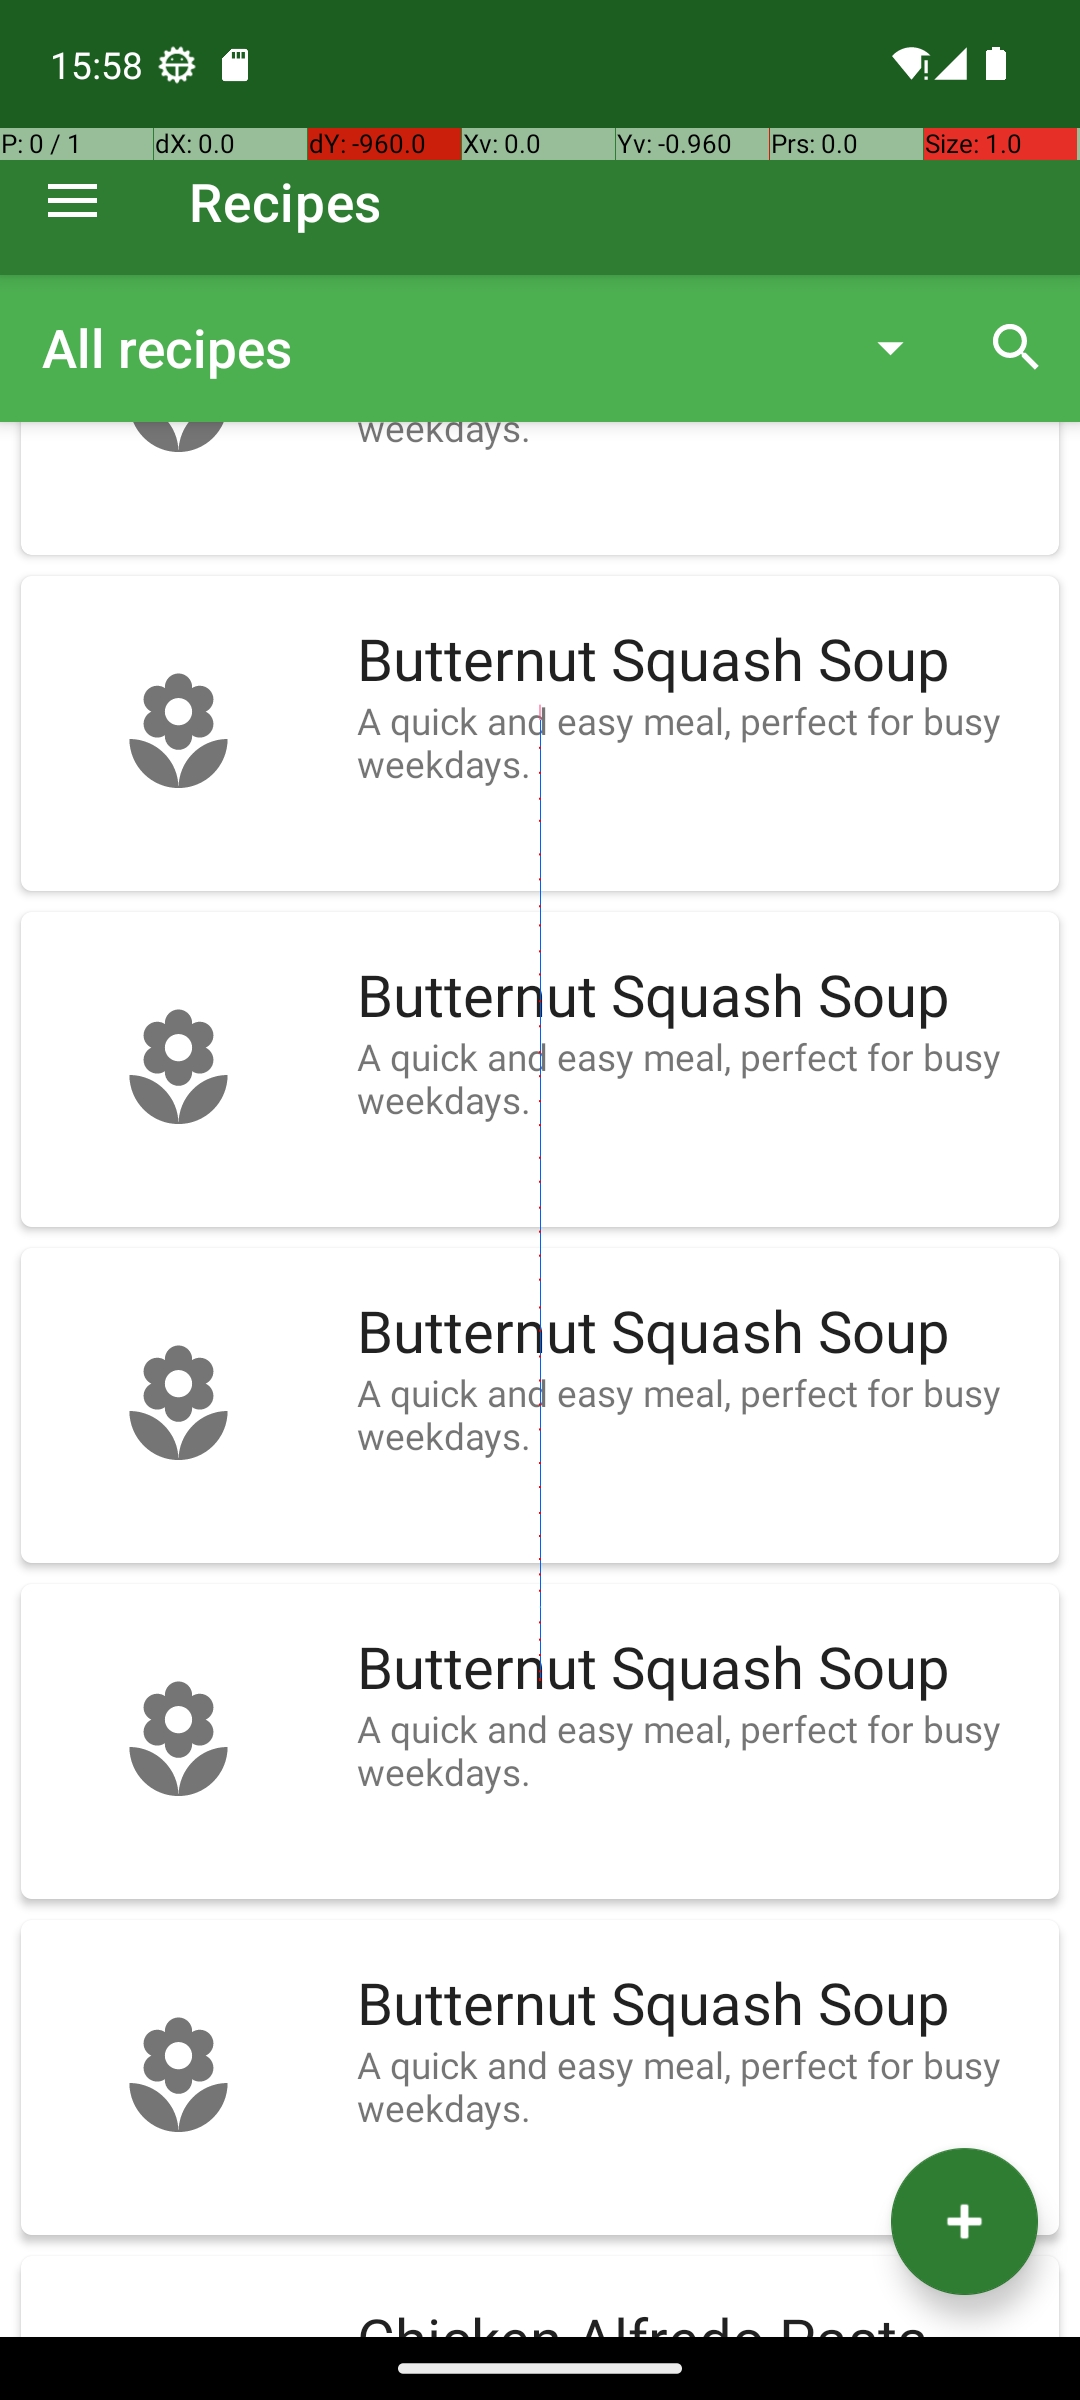 15:58
P: 0 / 1 dX: 0.0 dY: -960.0 Xv: 0.0 Yv: -0.960 Prs: 0.0 Size: 1.0
Recipes
All recipes
weekdays.
Butternut Squash Soup
A quick and easy meal, perfect for busy
weekdays.
Butternut Squash Soup
A quick and easy meal, perfect for busy
weekdays.
Butternut Squash Soup
A quick and easy meal, perfect for busy
weekdays.
Butternut Squash Soup
A quick and easy meal, perfect for busy
weekdays.
Butternut Squash Soup
A quick and easy meal, perfect for busy
weekdays.
Chicken Alfredo Pasta